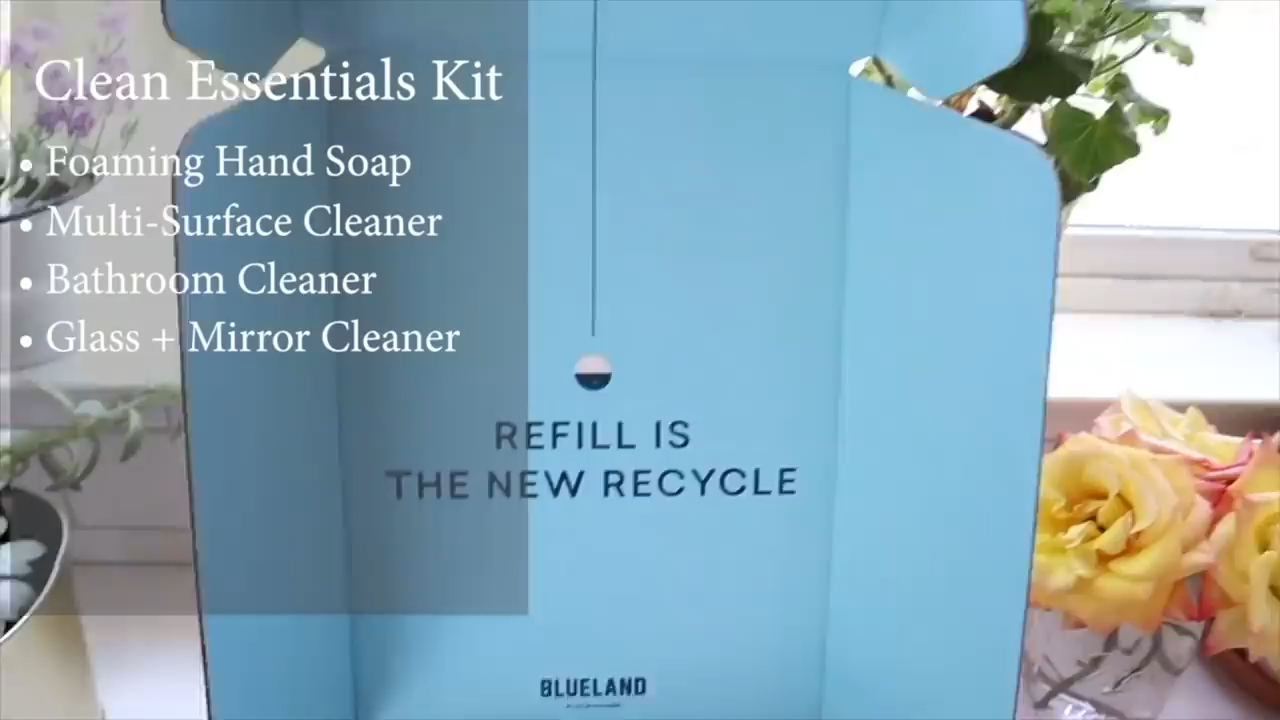 Clean Essentials Kit
• Foaming Hand Soap
• Multi-Surface Cleaner
• Bathroom Cleaner
• Glass + Mirror Cleaner
REFILL IS
THE NEW RECYCLE
BLUELAND